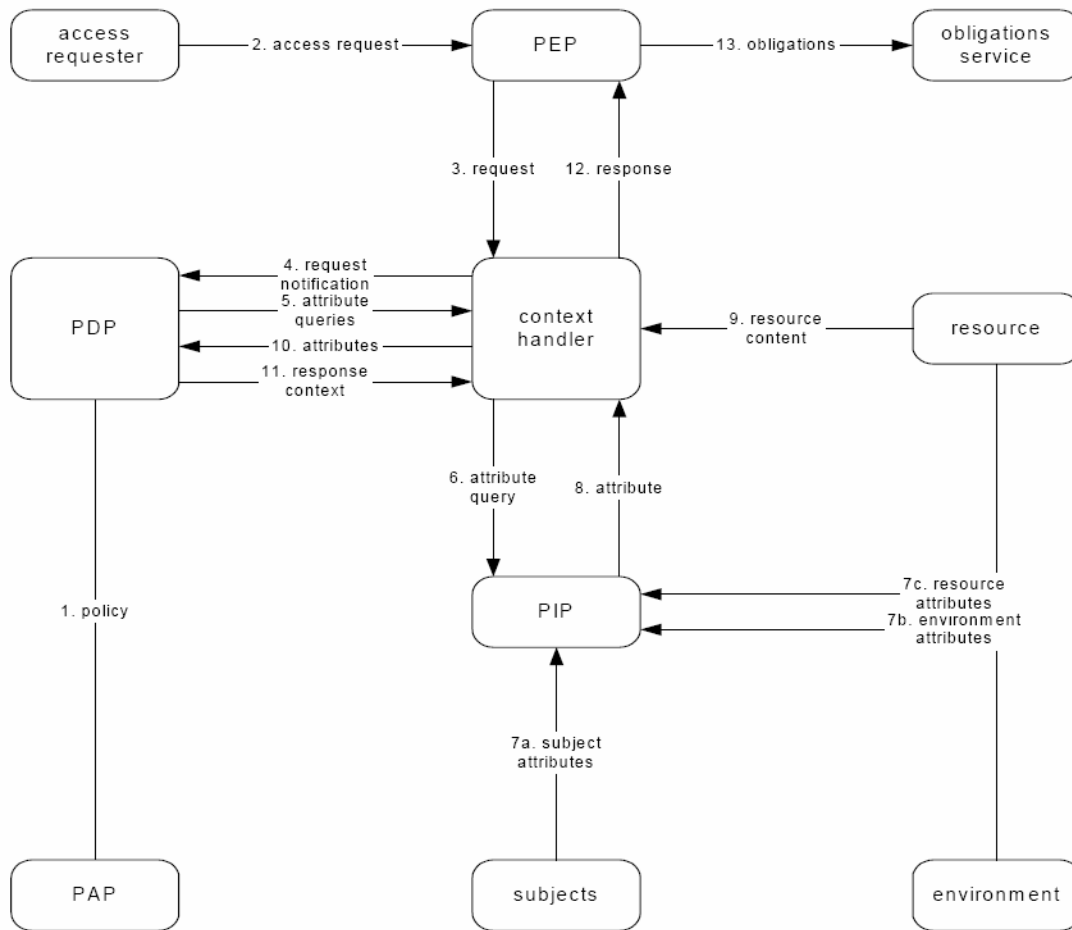 access
requester
2. access request
PEP
13. obligations
obligations
service
3. request
12. response
4. request
notification
5. attribute
queries
10. attributes
11. response
context
PDP
context
handler
9. resource
content
resource
6. attribute
query
8. attribute
1. policy
PIP
7c. resource
attributes
7b. environment
attributes
7a. subject
attributes
PAP
subjects
environment